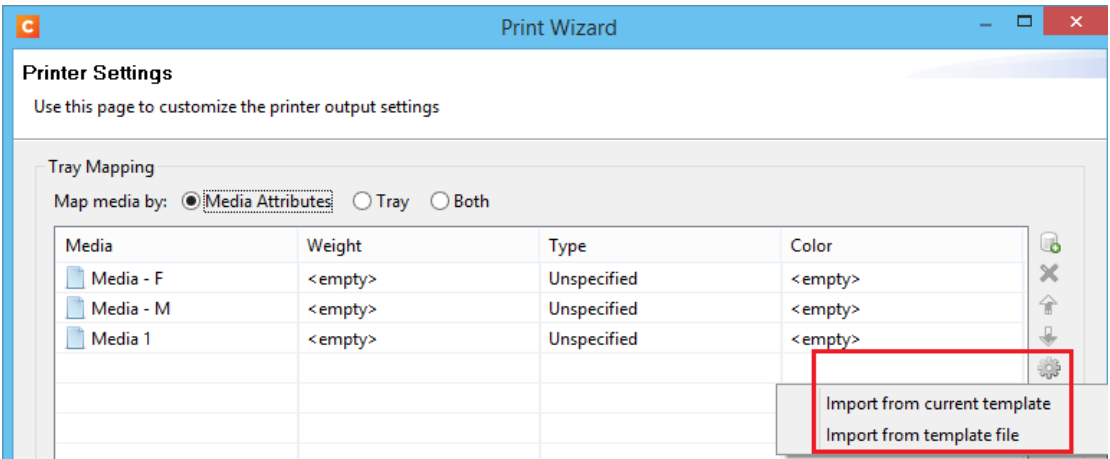 C Print Wizard
Printer Settings
Use this page to customize the printer output settings
Tray Mapping
Map media by: Media Attributes Tray Both
Media Weight Type Color
Media - F <empty> Unspecified <empty>
Media - M <empty> Unspecified <empty>
Media 1 <empty> Unspecified <empty>
Import from current template
Import from template file